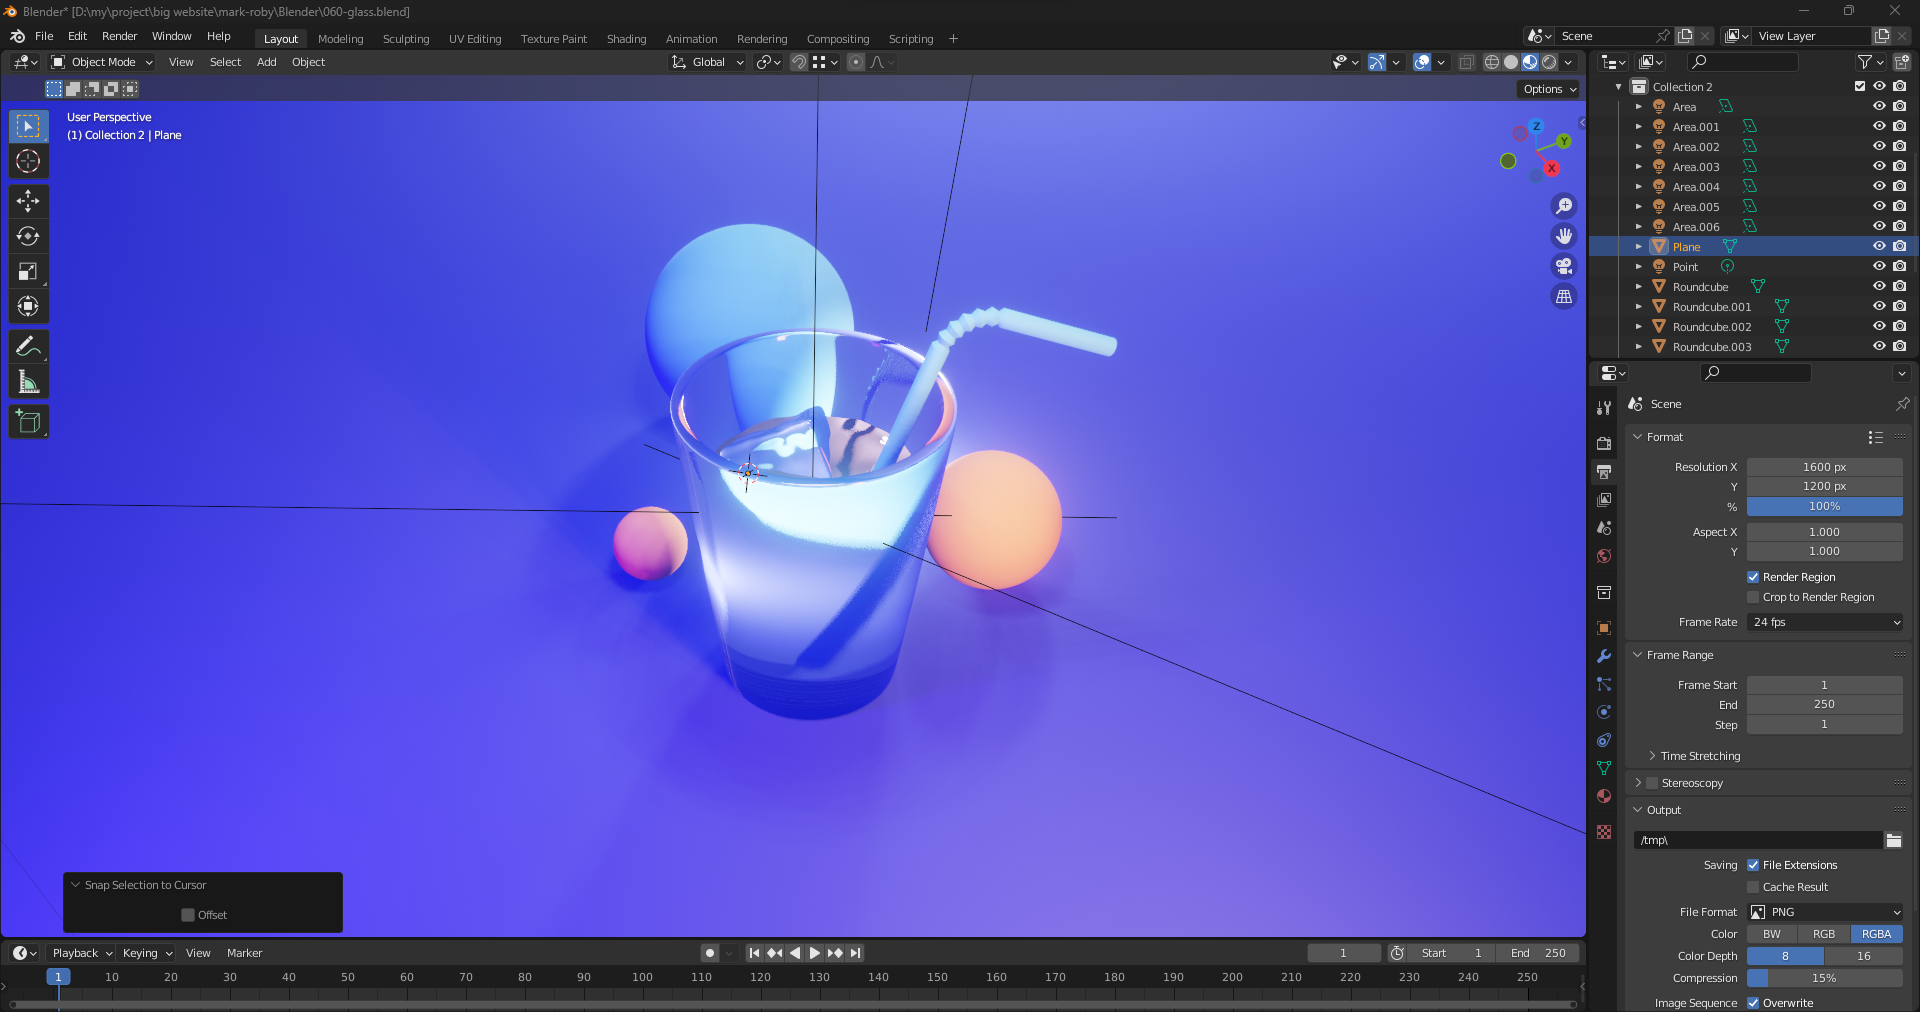 Blender* [D:\my\project\big website\mark-roby\Blender\060-glass.blend]
File Edit Render Window Help Layout Modeling Sculpting UV Editing Texture Paint Shading Animation Rendering Compositing Scripting + Scene View Layer
Object Mode View Select Add Object Global
Options
User Perspective
(1) Collection 2 | Plane
Z
Y
X
Collection 2
Area
Area.001
Area.002
Area.003
Area.004
Area.005
Area.006
Plane
Point
Roundcube
Roundcube.001
Roundcube.002
Roundcube.003
Scene
Format
Resolution X 1600 px
Y 1200 px
% 100%
Aspect X 1.000
Y 1.000
Render Region
Crop to Render Region
Frame Rate 24 fps
Frame Range
Frame Start 1
End 250
Step 1
Time Stretching
Stereoscopy
Output
/tmp\
Saving File Extensions
Cache Result
File Format PNG
Color BW RGB RGBA
Color Depth 8 16
Compression 15%
Image Sequence Overwrite
Snap Selection to Cursor
Offset
Playback Keying View Marker 1 Start 1 End 250
1 10 20 30 40 50 60 70 80 90 100 110 120 130 140 150 160 170 180 190 200 210 220 230 240 250